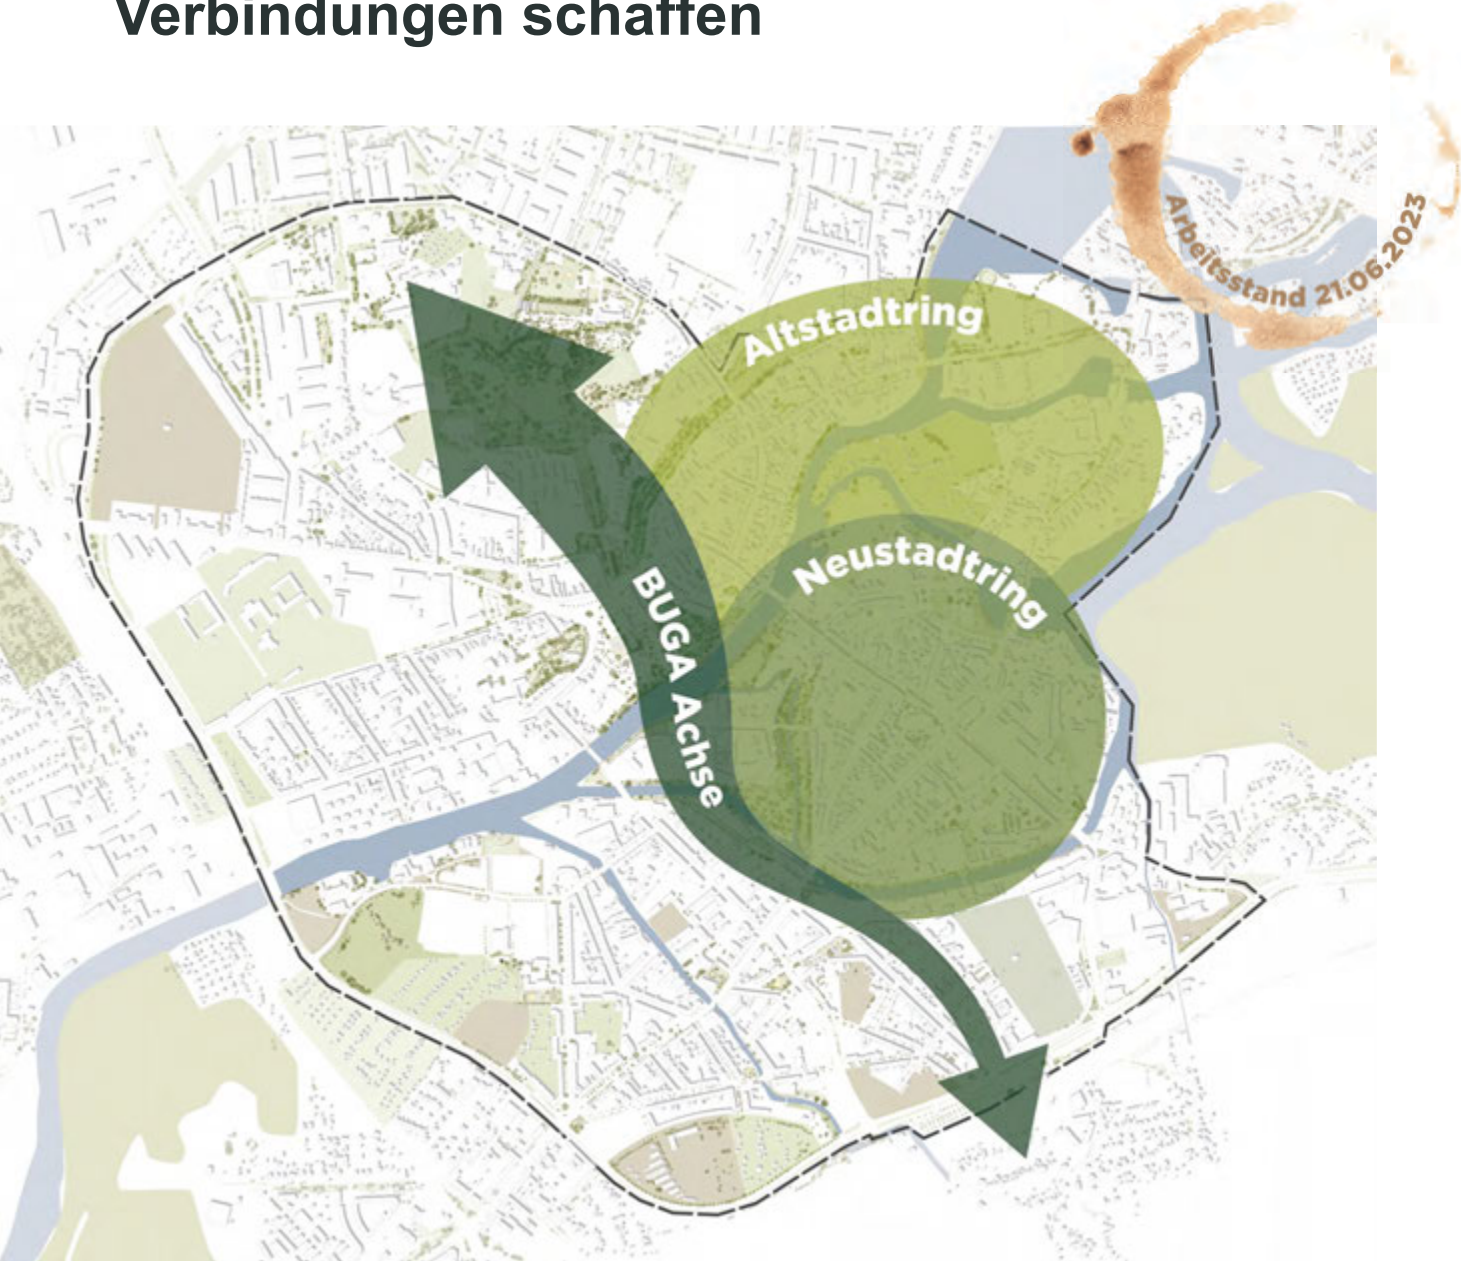 Verbindungen schaffen
Arbeitsstand 21.06.2023
Altstadtring
Neustadtring
BUGA Achse